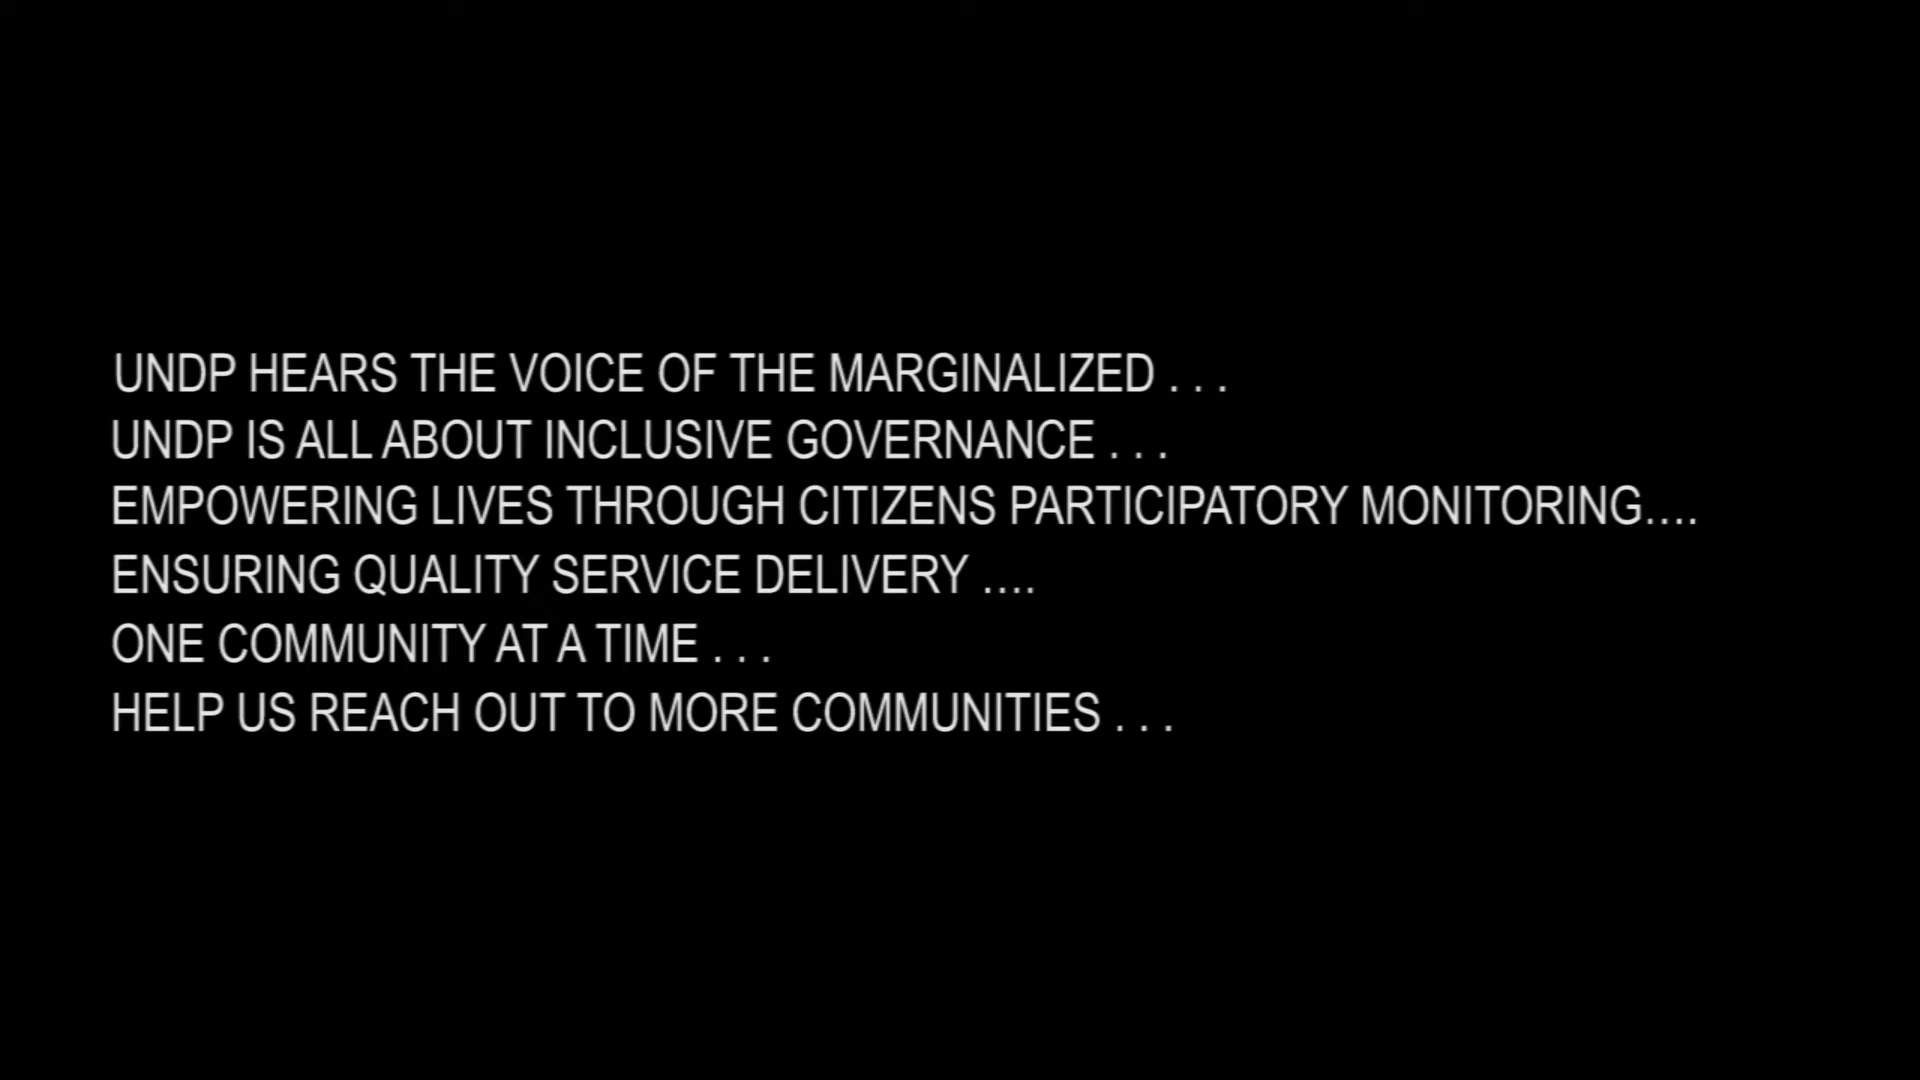 UNDP HEARS THE VOICE OF THE MARGINALIZED . . .
UNDP IS ALL ABOUT INCLUSIVE GOVERNANCE . . .
EMPOWERING LIVES THROUGH CITIZENS PARTICIPATORY MONITORING....
ENSURING QUALITY SERVICE DELIVERY ....
ONE COMMUNITY AT A TIME . . .
HELP US REACH OUT TO MORE COMMUNITIES . . .